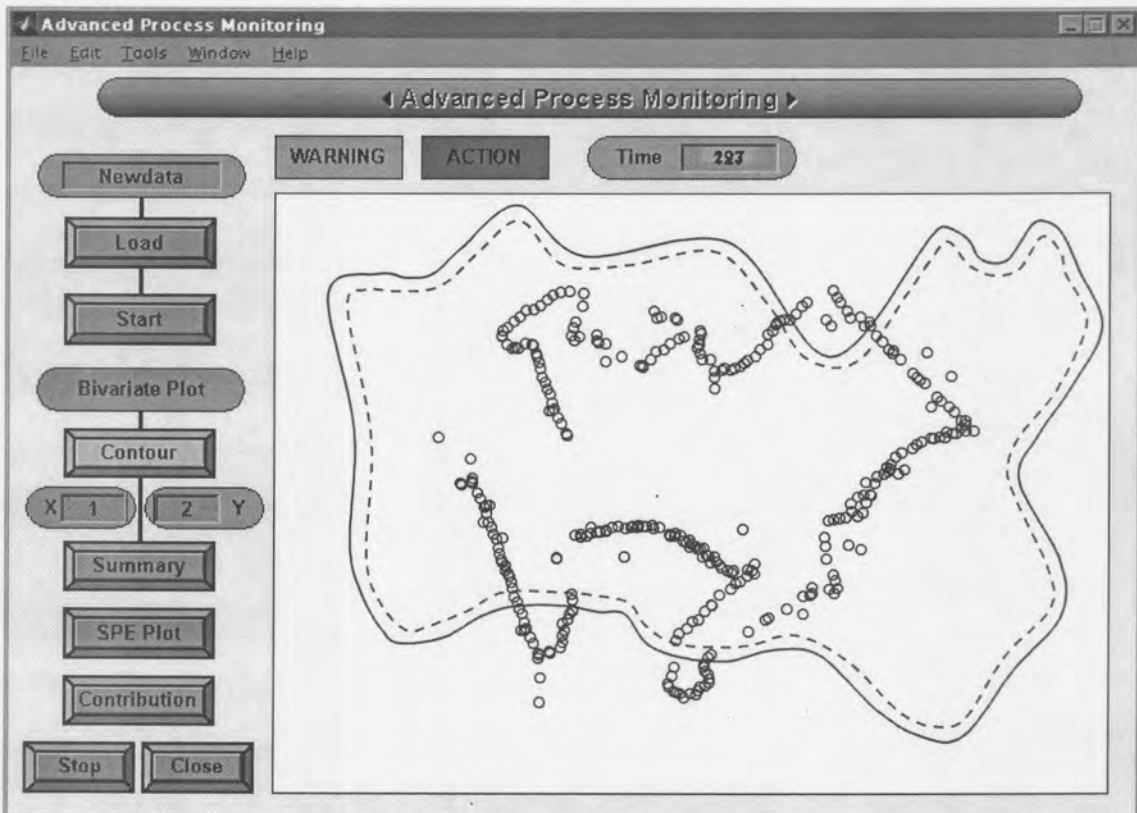 Advanced Process Monitoring
File Edit Tools Window Help
Advanced Process Monitoring
WARNING ACTION Time 227
Newdata
Load
Start
Bivariate Plot
Contour
X 1 2 Y
Summary
SPE Plot
Contribution
Stop Close